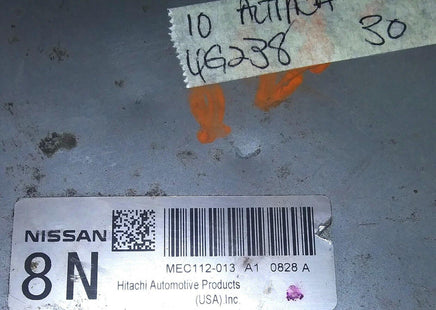 10 ALTIMA
4G238 30
NISSAN
8N
MEC112-013 A1 0828 A
Hitachi Automotive Products
(USA).Inc.